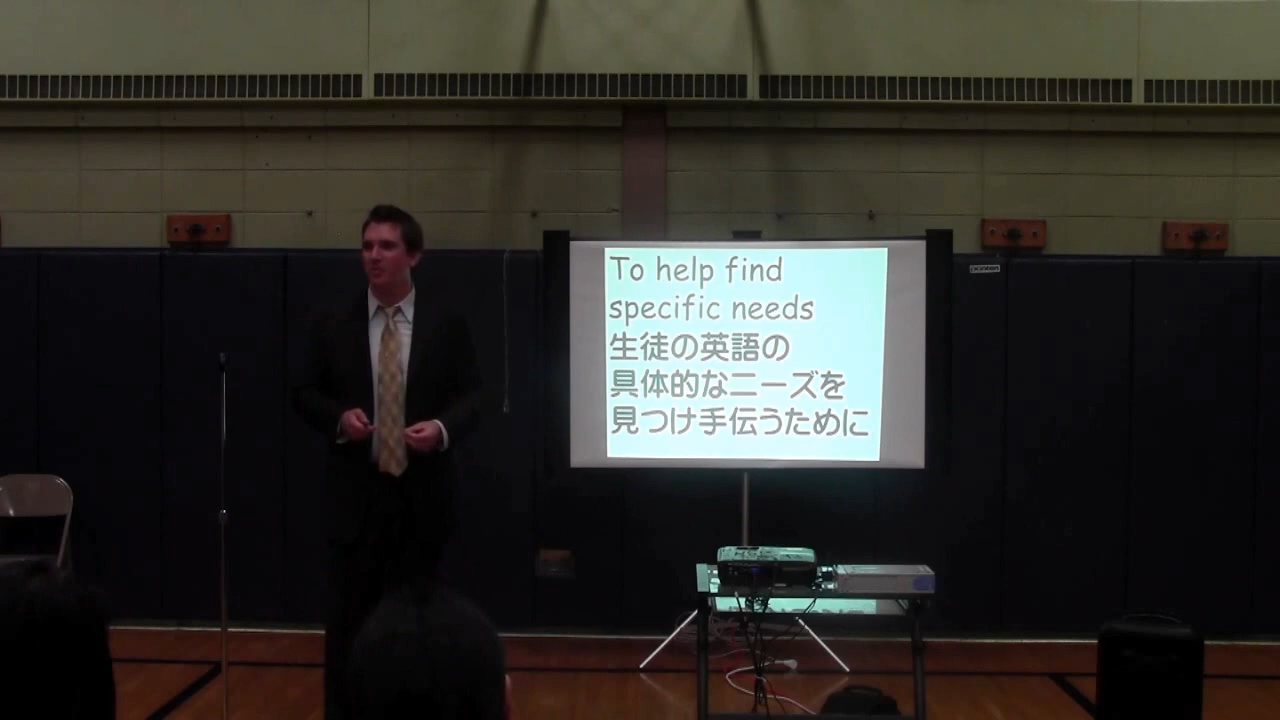 To help find
specific needs
生徒の英語の
具体的なニーズを
見つけ手伝うために